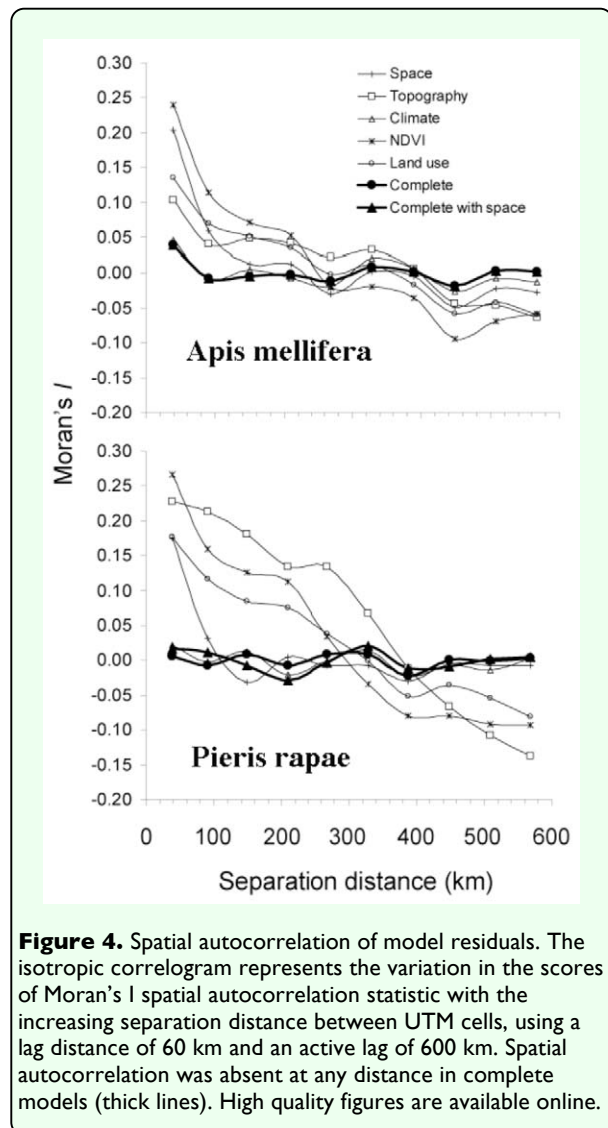 0.30
0.25
0.20
0.15
0.10
0.05
0.00
-0.05
-0.10
-0.15
-0.20
Space
Topography
Climate
NDVI
Land use
Complete
Complete with space
Apis mellifera
Moran's I
0.30
0.25
0.20
0.15
0.10
0.05
0.00
-0.05
-0.10
-0.15
-0.20
Pieris rapae
0 100 200 300 400 500 600
Separation distance (km)
Figure 4. Spatial autocorrelation of model residuals. The
isotropic correlogram represents the variation in the scores
of Moran's I spatial autocorrelation statistic with the
increasing separation distance between UTM cells, using a
lag distance of 60 km and an active lag of 600 km. Spatial
autocorrelation was absent at any distance in complete
models (thick lines). High quality figures are available online.